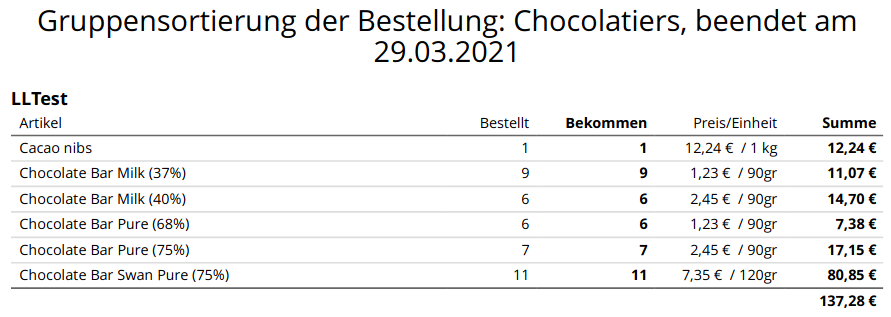 Gruppensortierung der Bestellung: Chocolatiers, beendet am
29.03.2021
LLTest
Artikel Bestellt Bekommen Preis/Einheit Summe
Cacao nibs 1 1 12,24 € / 1 kg 12,24 €
Chocolate Bar Milk (37%) 9 9 1,23 € / 90gr 11,07 €
Chocolate Bar Milk (40%) 6 6 2,45 € / 90gr 14,70 €
Chocolate Bar Pure (68%) 6 6 1,23 € / 90gr 7,38 €
Chocolate Bar Pure (75%) 7 7 2,45 € / 90gr 17,15 €
Chocolate Bar Swan Pure (75%) 11 11 7,35 € / 120gr 80,85 €
137,28 €